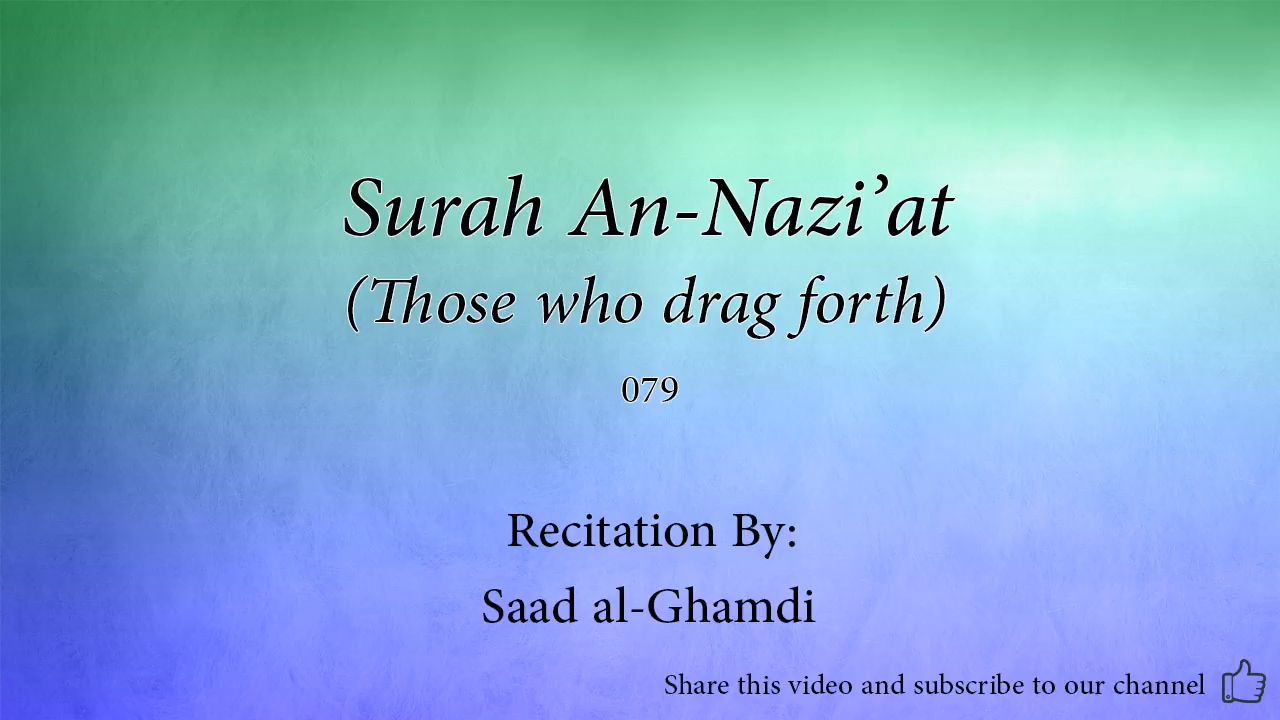 Surah An-Nazi’at
(Those who drag forth)
079
Recitation By:
Saad al-Ghamdi
Share this video and subscribe to our channel